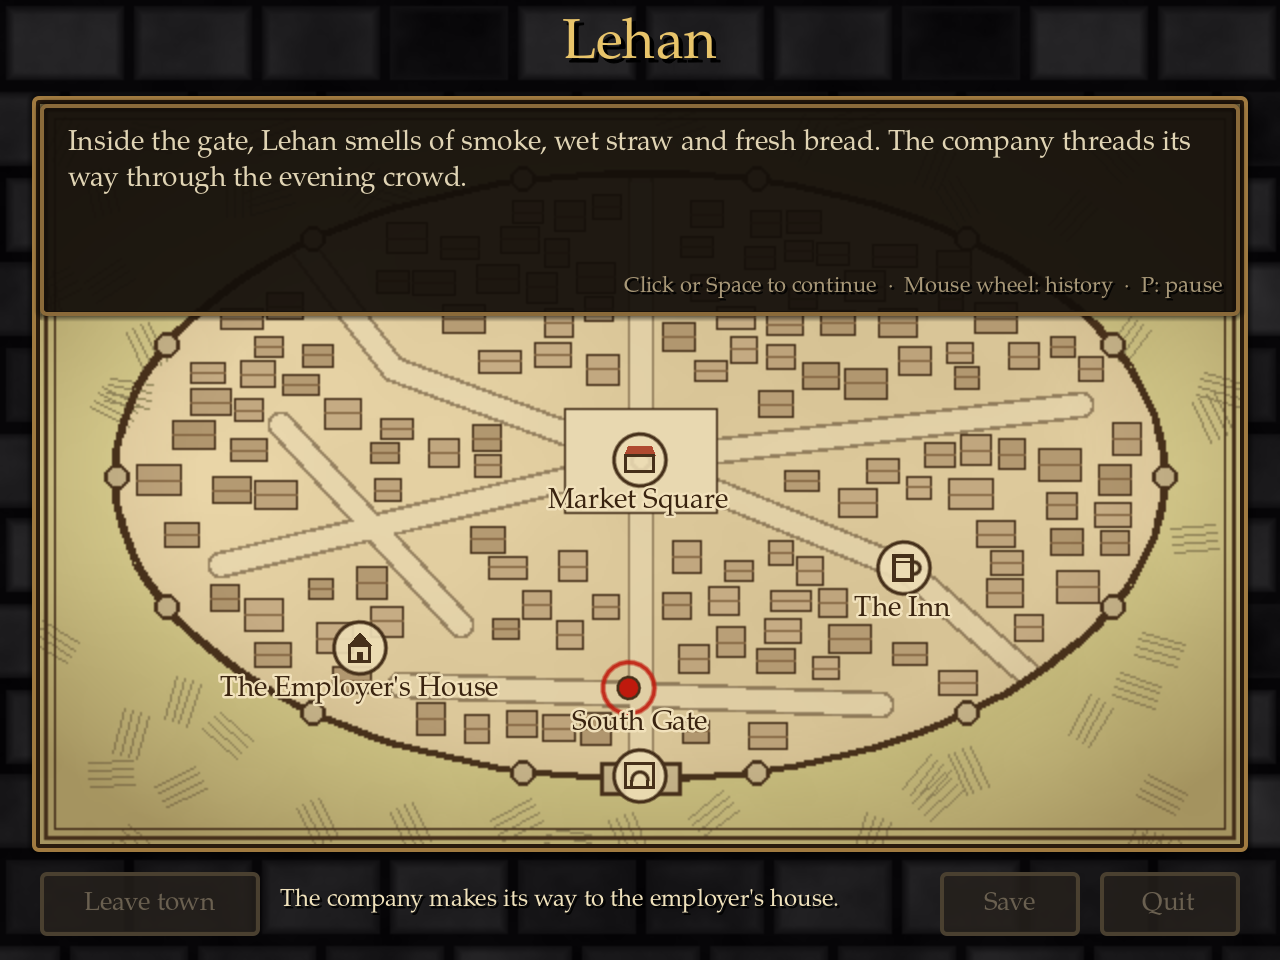 Lehan
Inside the gate, Lehan smells of smoke, wet straw and fresh bread. The company threads its
way through the evening crowd.
Click or Space to continue · Mouse wheel: history · P: pause
Market Square
The Inn
The Employer's House
South Gate
Leave town
The company makes its way to the employer's house.
Save
Quit